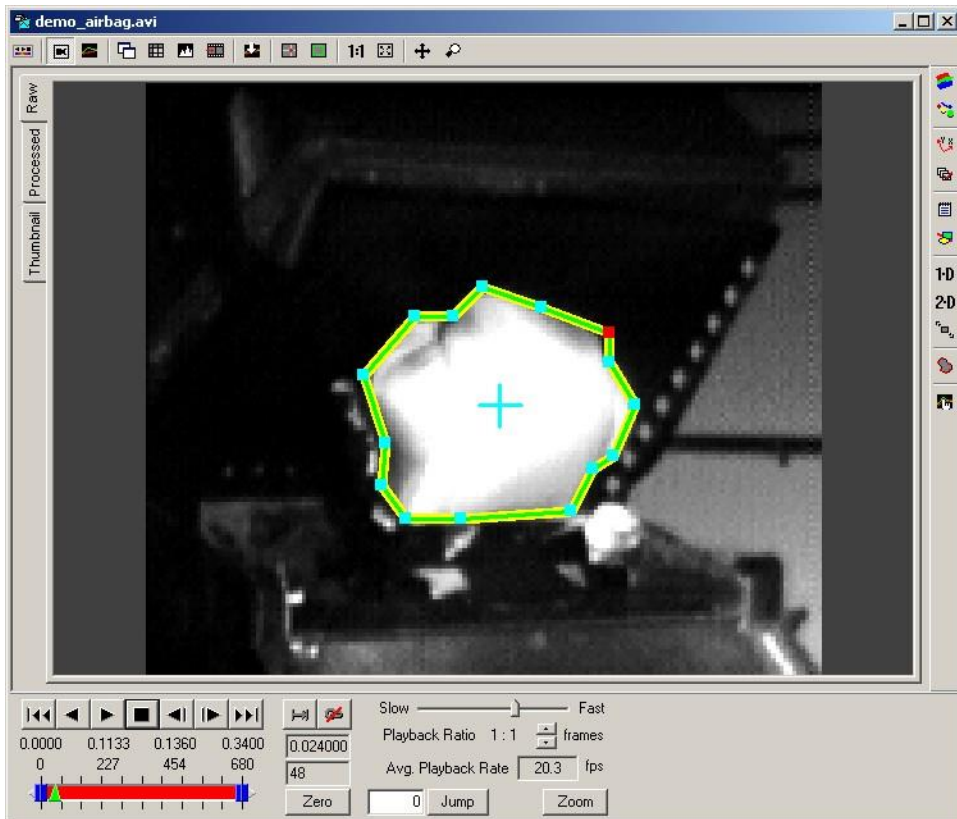 demo_airbag.avi
1:1
Raw
Processed
Thumbnail
1-D
2-D
Slow Fast
Playback Ratio 1 : 1 frames
0.0000 0.1133 0.1360 0.3400
0.024000
0 227 454 680
48
Avg. Playback Rate 20.3 fps
Zero 0 Jump Zoom